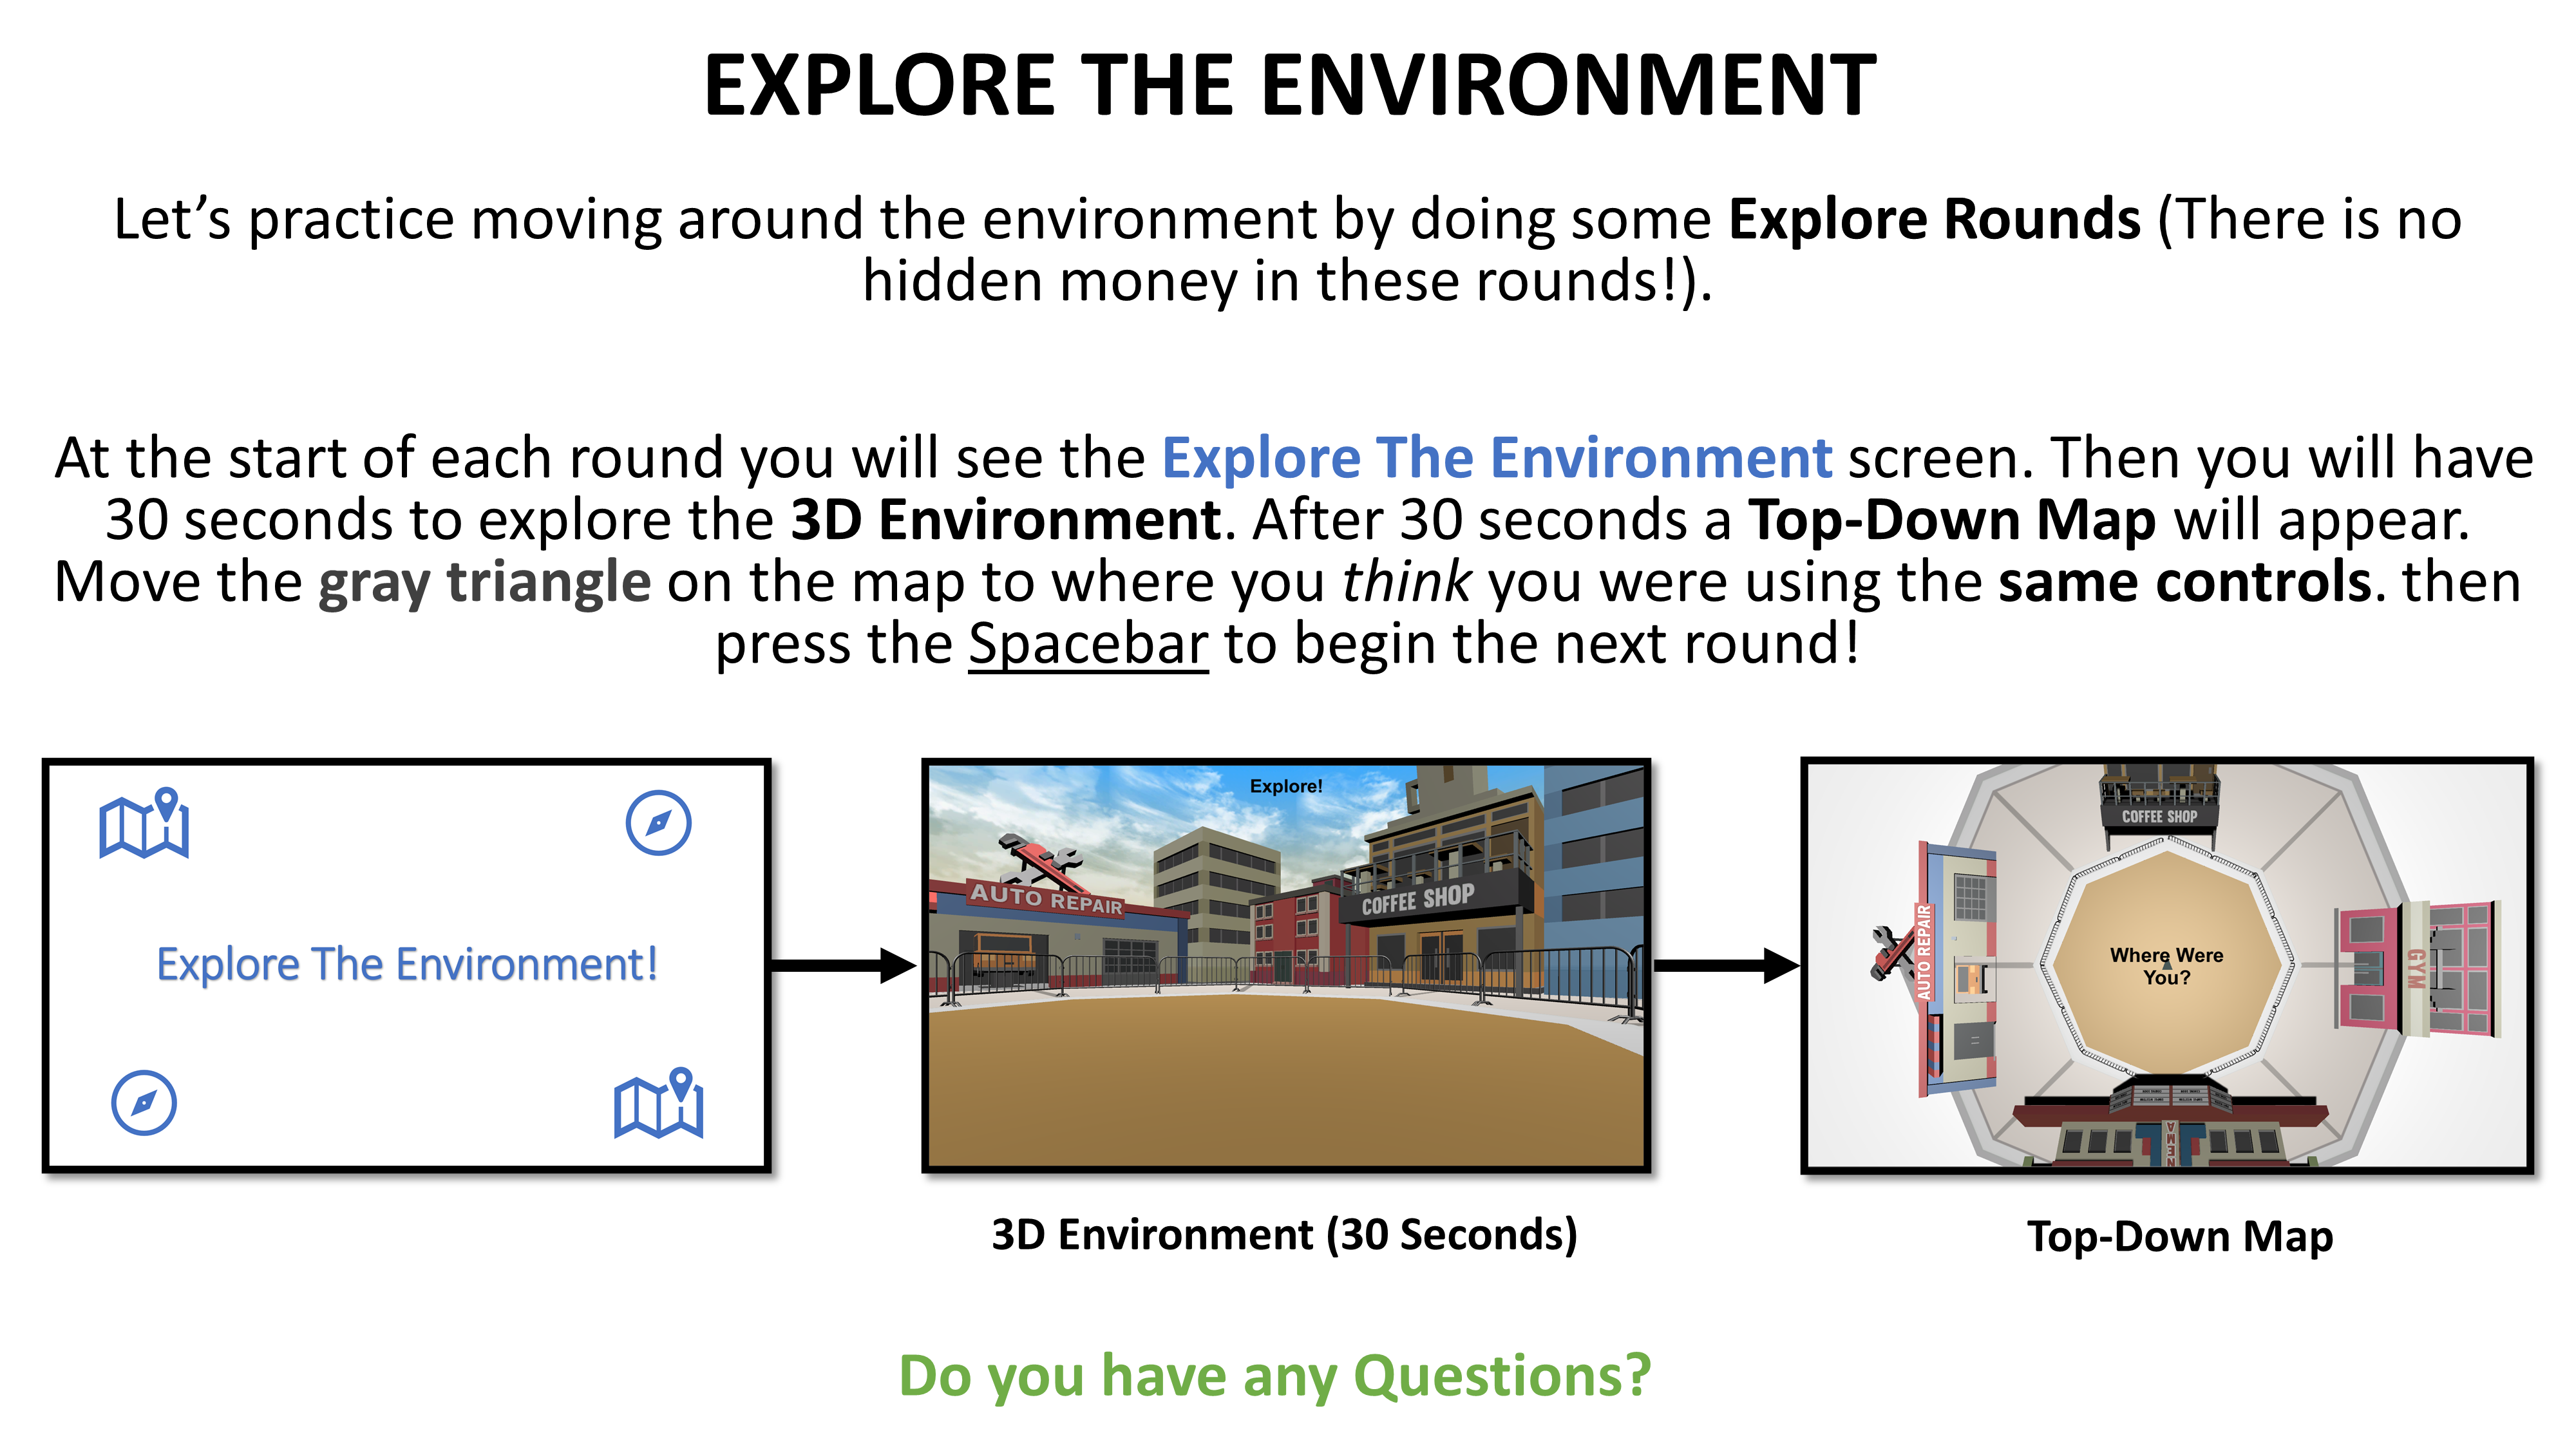 EXPLORE THE ENVIRONMENT
Let’s practice moving around the environment by doing some Explore Rounds (There is no
hidden money in these rounds!).
At the start of each round you will see the Explore The Environment screen. Then you will have
30 seconds to explore the 3D Environment. After 30 seconds a Top-Down Map will appear.
Move the gray triangle on the map to where you think you were using the same controls. then
press the Spacebar to begin the next round!
Explore The Environment!
Explore!
AUTO REPAIR
COFFEE SHOP
COFFEE SHOP
AUTO REPAIR
Where Were
You?
GYM
3D Environment (30 Seconds)
Top-Down Map
Do you have any Questions?